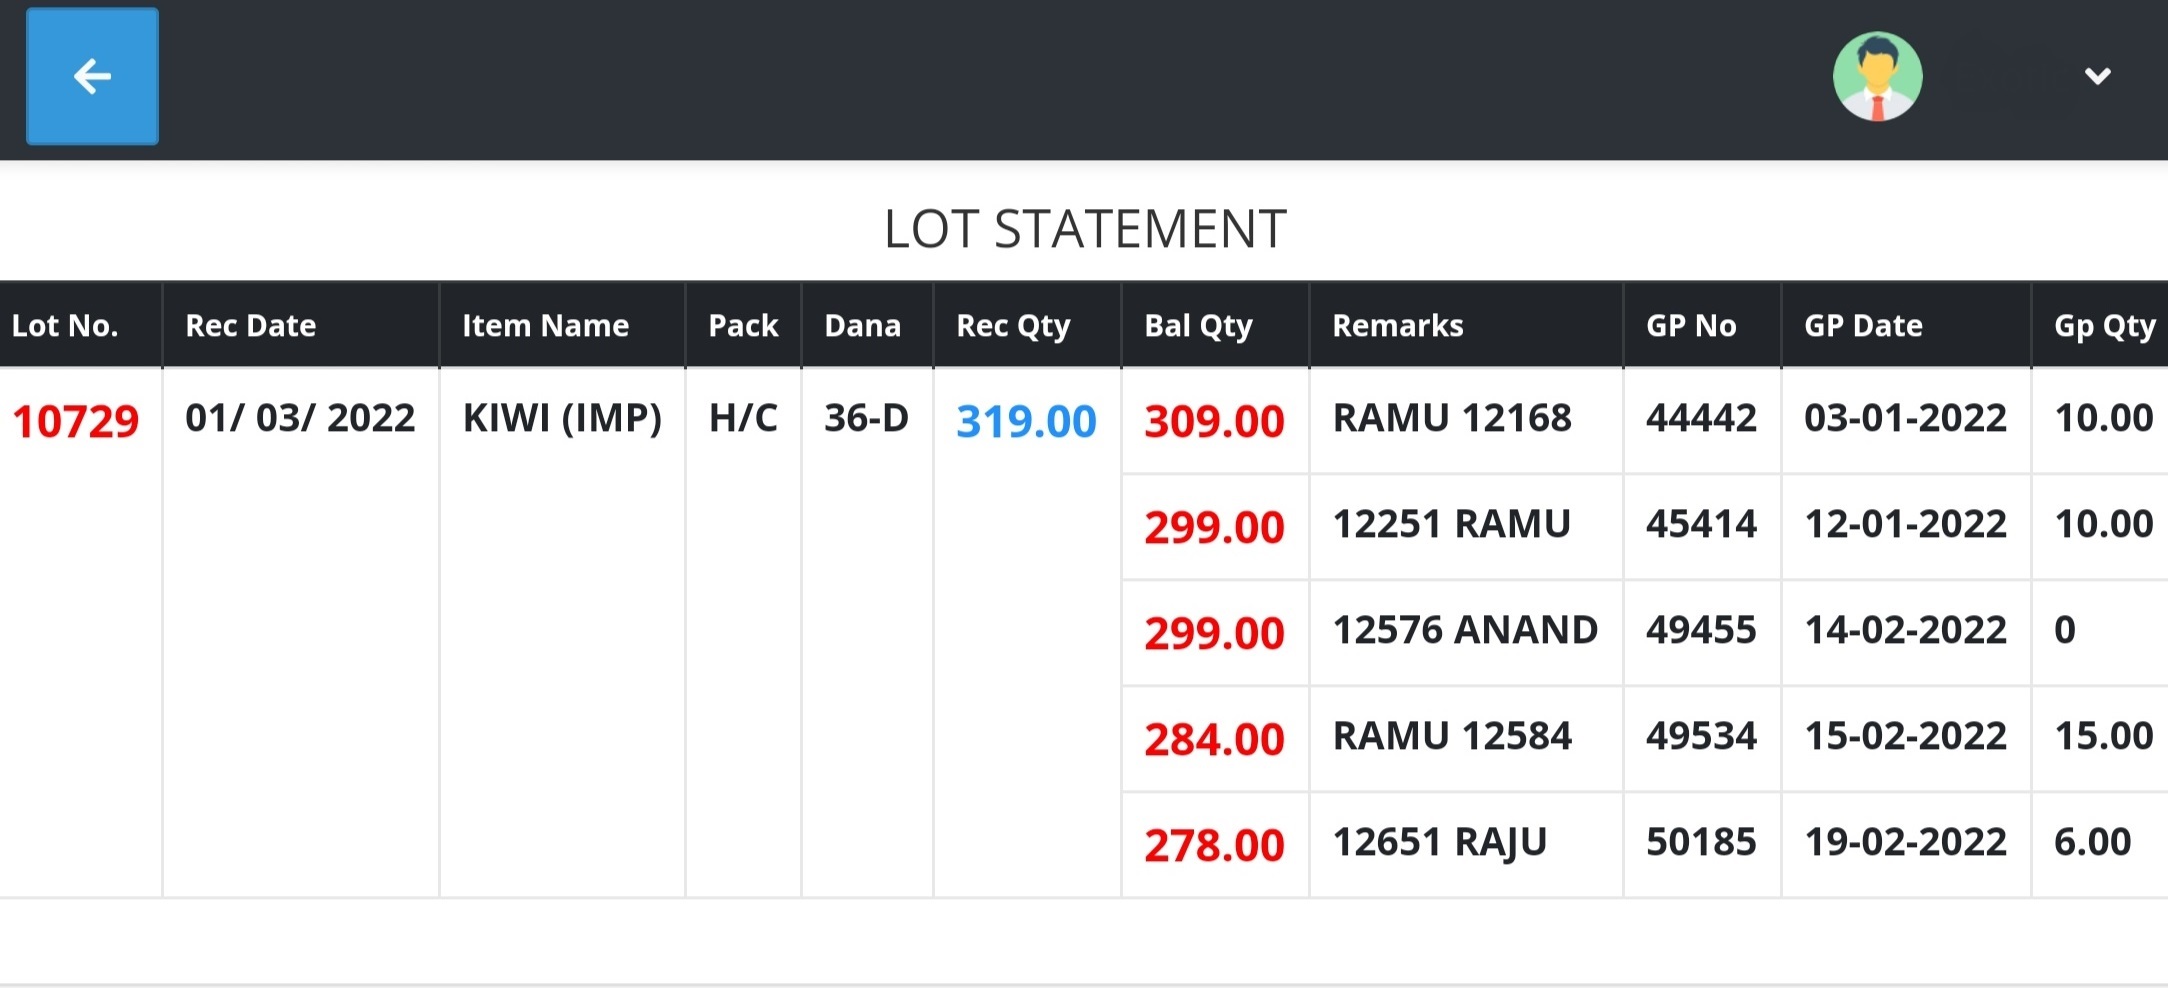 LOT STATEMENT
Lot No. Rec Date Item Name Pack Dana Rec Qty Bal Qty Remarks GP No GP Date Gp Qty
10729 01/ 03/ 2022 KIWI (IMP) H/C 36-D 319.00 309.00 RAMU 12168 44442 03-01-2022 10.00
299.00 12251 RAMU 45414 12-01-2022 10.00
299.00 12576 ANAND 49455 14-02-2022 0
284.00 RAMU 12584 49534 15-02-2022 15.00
278.00 12651 RAJU 50185 19-02-2022 6.00